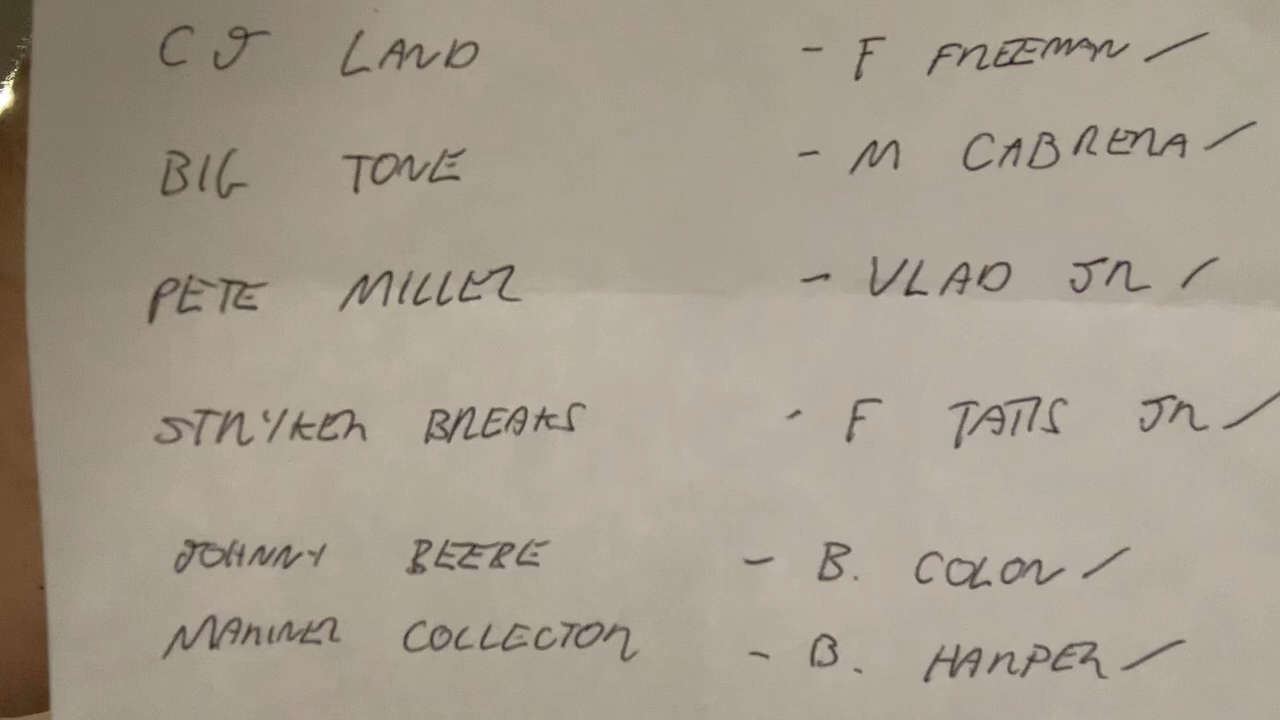 CJ LAND - F FREEMAN /
BIG TONE - M CABRERA /
PETE MILLER - VLAD JR /
STRYKER BREAKS - F TATIS JR /
JOHNNY BEEBE - B. COLON /
MARINER COLLECTOR - B. HARPER /